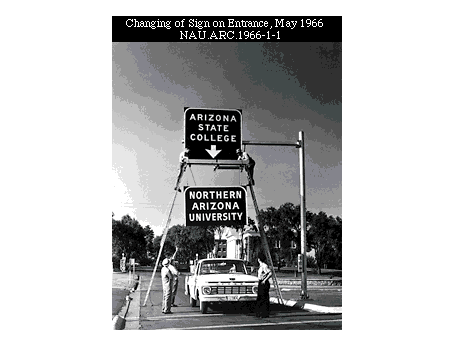 Changing of Sign on Entrance, May 1966
NAU.ARC.1966-1-1
ARIZONA
STATE
COLLEGE
NORTHERN
ARIZONA
UNIVERSITY